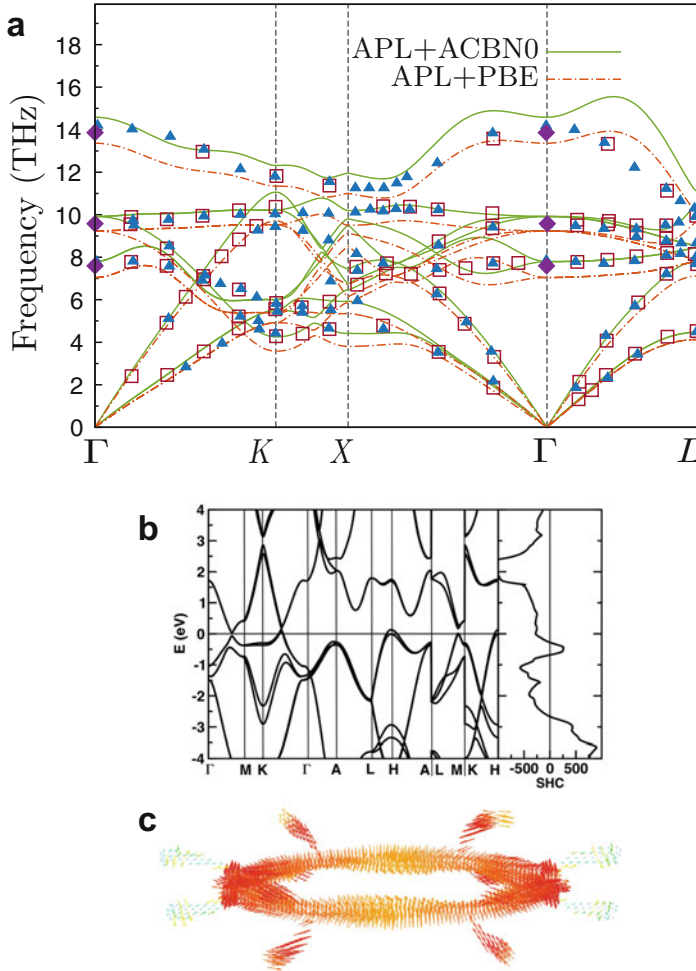 a
APL+ACBN0
APL+PBE
Frequency (THz)
18
16
14
12
10
8
6
4
2
0
Γ K X Γ L
b
E (eV)
4
3
2
1
0
-1
-2
-3
-4
Γ M K Γ A L H A L M K H
-500 0 500
SHC
c